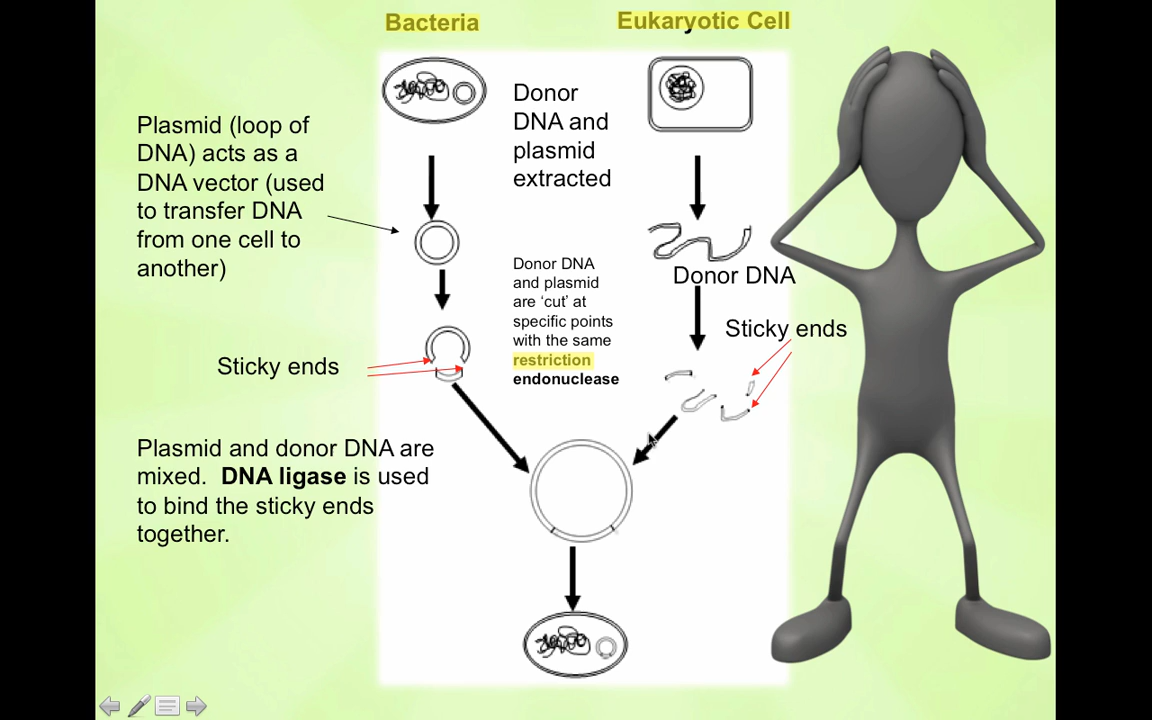 Bacteria
Eukaryotic Cell
Donor
DNA and
plasmid
extracted
Plasmid (loop of
DNA) acts as a
DNA vector (used
to transfer DNA
from one cell to
another)
Donor DNA
Donor DNA
and plasmid
are ‘cut’ at
specific points
with the same
restriction
endonuclease
Sticky ends
Sticky ends
Plasmid and donor DNA are
mixed. DNA ligase is used
to bind the sticky ends
together.